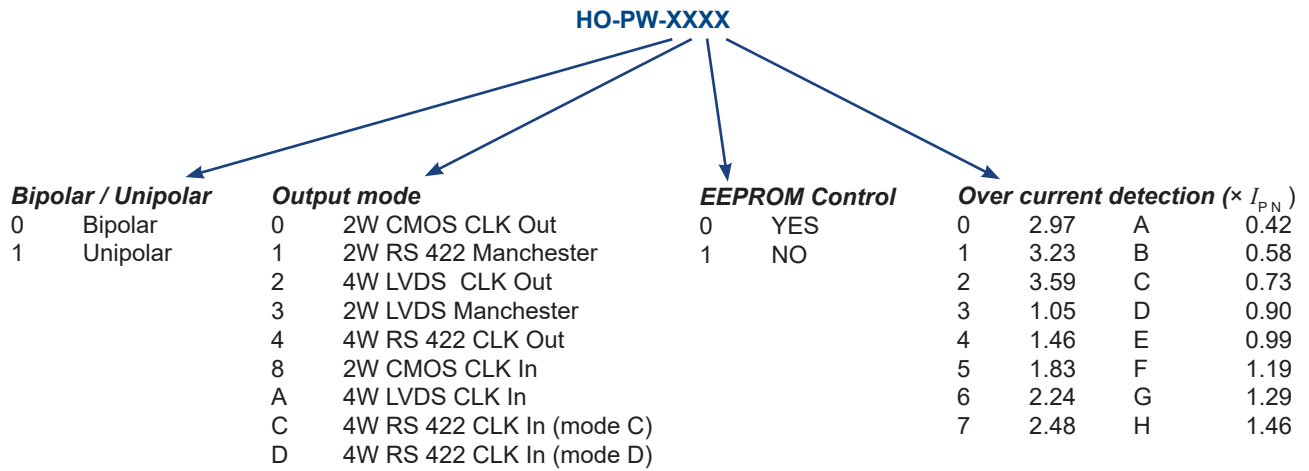 HO-PW-XXXX
Bipolar / Unipolar
0 Bipolar
1 Unipolar
Output mode
0 2W CMOS CLK Out
1 2W RS 422 Manchester
2 4W LVDS CLK Out
3 2W LVDS Manchester
4 4W RS 422 CLK Out
8 2W CMOS CLK In
A 4W LVDS CLK In
C 4W RS 422 CLK In (mode C)
D 4W RS 422 CLK In (mode D)
EEPROM Control
0 YES
1 NO
Over current detection (× I PN )
0 2.97 A 0.42
1 3.23 B 0.58
2 3.59 C 0.73
3 1.05 D 0.90
4 1.46 E 0.99
5 1.83 F 1.19
6 2.24 G 1.29
7 2.48 H 1.46